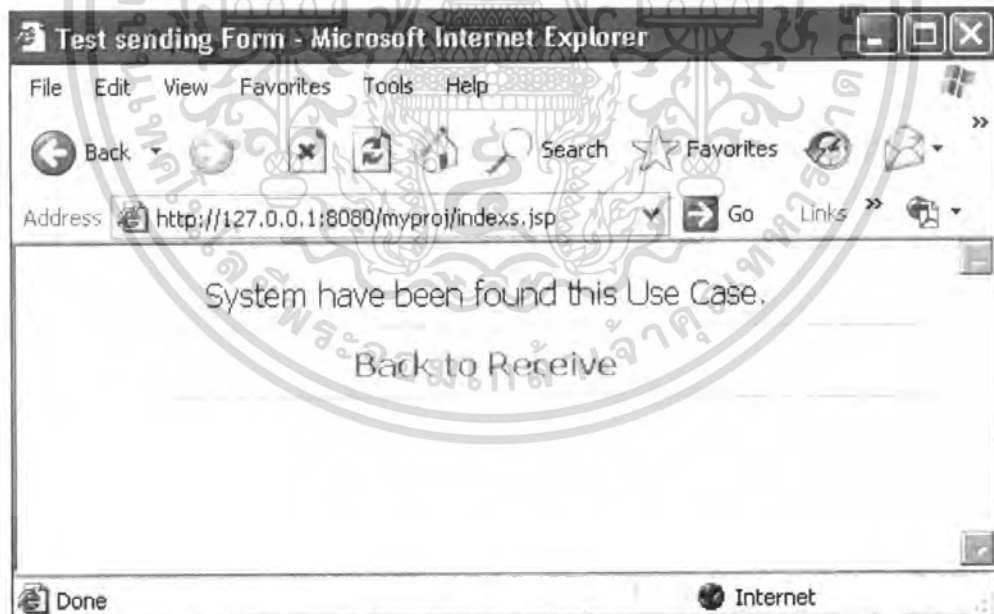 Test sending Form - Microsoft Internet Explorer
File Edit View Favorites Tools Help
Back Search Favorites »
Address http://127.0.0.1:8080/myproj/indexs.jsp Go Links »
System have been found this Use Case.
Back to Receive
Done Internet